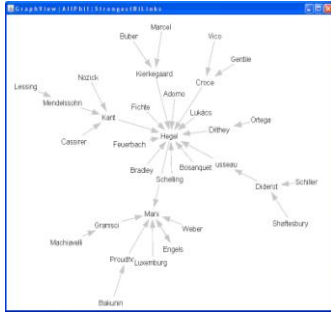 GraphView|AllPhil|StrongestBiLinks
Marcel
Buber
Vico
Gentile
Kierkegaard
Nozick
Croce
Lessing
Adorno
Mendelssohn
Fichte
Lukács
Kant
Ortega
Hegel
Dilthey
Cassirer
Feuerbach
Bradley
Bosanquet
usseau
Schelling
Schiller
Diderot
Marx
Gramsci
Shaftesbury
Weber
Machiavelli
Engels
Proudhr
Luxemburg
Bakunin